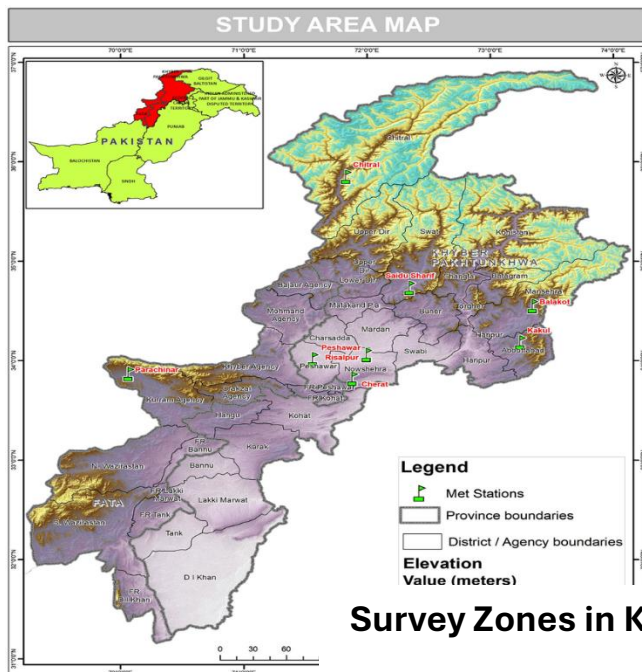 STUDY AREA MAP
70°0'0"E 71°0'0"E 72°0'0"E 73°0'0"E 74°0'0"E
PAKISTAN
PUNJAB
BALOCHISTAN
SINDH
Chitral
Chitral
Upper Dir
Swat
Kohistan
KHYBER
PAKHTUNKHWA
Lower Dir
Saidu Sharif
Shangla
Batagram
Bajaur Agency
Mansehra
Balakot
Malakand P.A
Buner
Mohmand
Agency
Mardan
Charsadda
Kakul
Haripur
Abbottabad
Swabi
Peshawar
Risalpur
Peshawar
Nowshera
Parachinar
Khyber Agency
Cherat
FR Peshawar
Orakzai
Agency
FR Kohat
Kurram Agency
Hangu
Kohat
FR
Bannu
Karak
N. Waziristan
Bannu
FR Lakki
Marwat
Lakki Marwat
FATA
S. Waziristan
FR Tank
Tank
D I Khan
FR
D I Khan
Legend
Met Stations
Province boundaries
District / Agency boundaries
Elevation
Value (meters)
0 30 60
Survey Zones in K